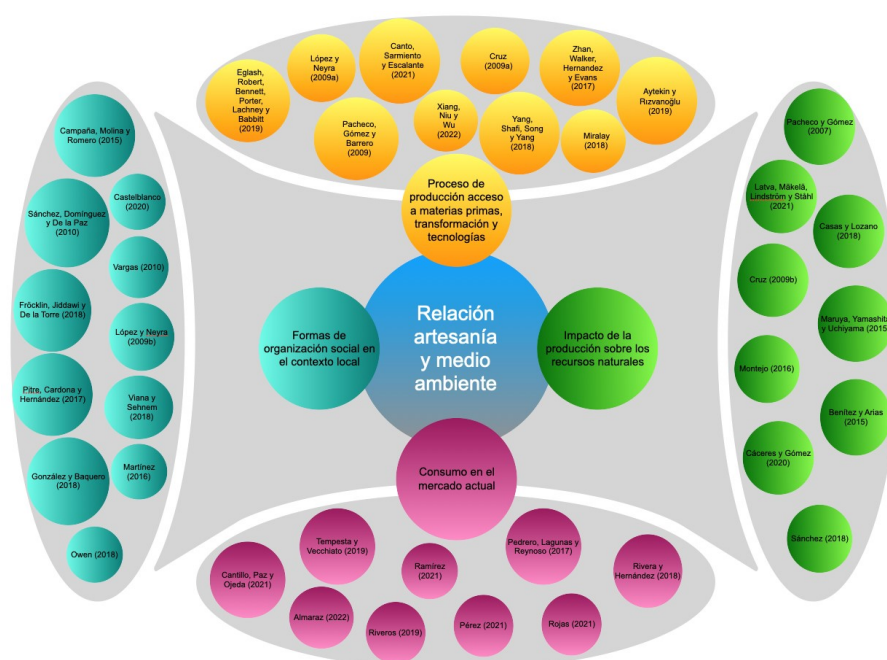 Eglash, Robert,
Bennett,
Porter,
Lachney y
Babbitt
(2019)
López y
Neyra
(2009a)
Canto,
Sarmiento
y Escalante
(2021)
Cruz
(2009a)
Zhan,
Walker,
Hernandez
y Evans
(2017)
Aytekin y
Rızvanoğlu
(2019)
Pacheco,
Gómez y
Barrero
(2009)
Xiang,
Niu y
Wu
(2022)
Yang,
Shafi, Song
y Yang
(2018)
Miralay
(2018)
Proceso de
producción acceso
a materias primas,
transformación y
tecnologías
Campaña, Molina y
Romero (2015)
Castelblanco
(2020)
Sánchez, Domínguez
y De la Paz
(2010)
Vargas (2010)
Fröcklin, Jiddawi y
De la Torre (2018)
López y Neyra
(2009b)
Pitre, Cardona y
Hernández (2017)
Viana y
Sehnem
(2018)
González y Baquero
(2018)
Martínez
(2016)
Owen (2018)
Formas de
organización social en
el contexto local
Relación
artesanía
y medio
ambiente
Impacto de la
producción sobre los
recursos naturales
Pacheco y Gómez
(2007)
Latva, Mäkelä,
Lindström y Ståhl
(2021)
Casas y Lozano
(2018)
Cruz (2009b)
Maruya, Yamashita
y Uchiyama (2015)
Montejo (2016)
Benítez y Arias
(2015)
Cáceres y Gómez
(2020)
Sánchez (2018)
Consumo en el
mercado actual
Cantillo, Paz y
Ojeda (2021)
Tempesta y
Vecchiato (2019)
Ramírez
(2021)
Pedrero, Lagunas y
Reynoso (2017)
Rivera y
Hernández (2018)
Almaraz (2022)
Riveros (2019)
Pérez (2021)
Rojas (2021)